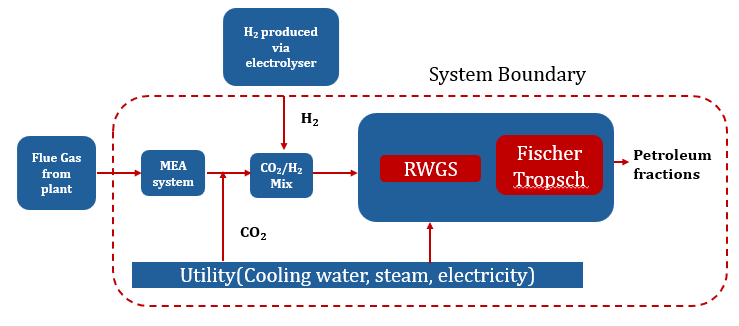 H₂ produced
via
electrolyser
System Boundary
H₂
Flue Gas
from
plant
MEA
system
CO₂/H₂
Mix
RWGS
Fischer
Tropsch
Petroleum
fractions
CO₂
Utility(Cooling water, steam, electricity)